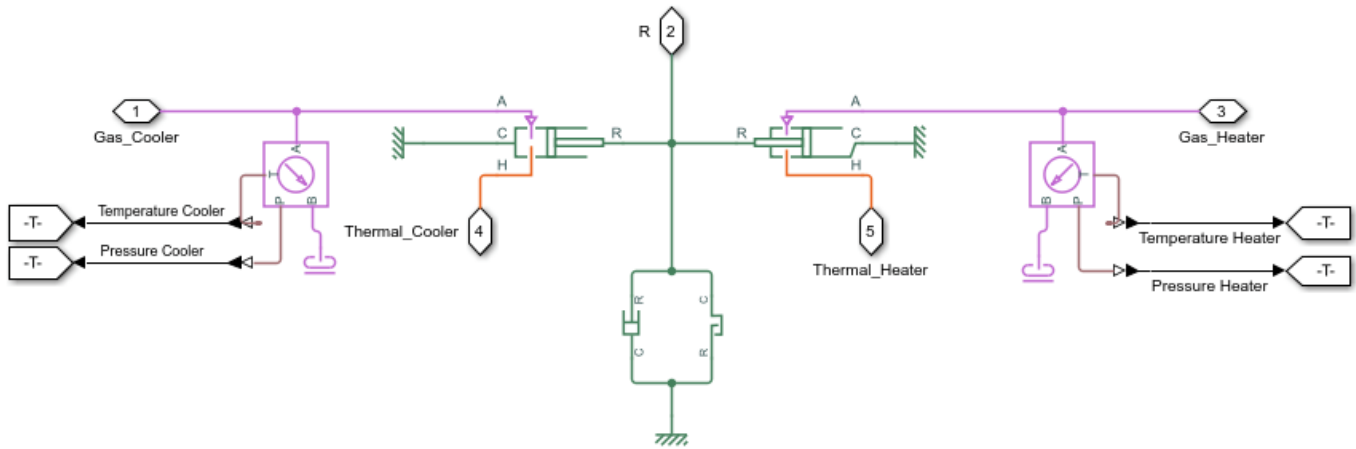 R 2
1 A A 3
Gas_Cooler C R R C Gas_Heater
A H H A
T T
P B B P
-T- Temperature Cooler Thermal_Cooler 4 5 Temperature Heater -T-
-T- Pressure Cooler Thermal_Heater Pressure Heater -T-
R C
C R